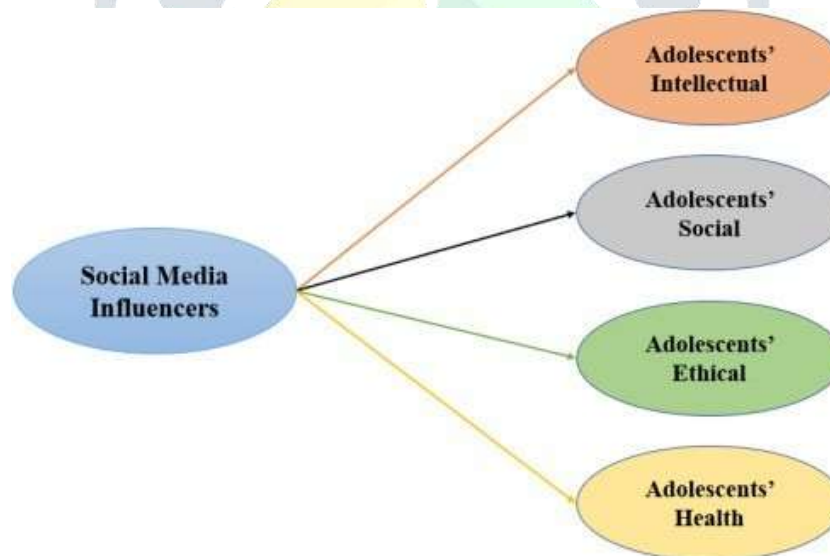 Adolescents'
Intellectual
Adolescents'
Social
Social Media
Influencers
Adolescents'
Ethical
Adolescents'
Health